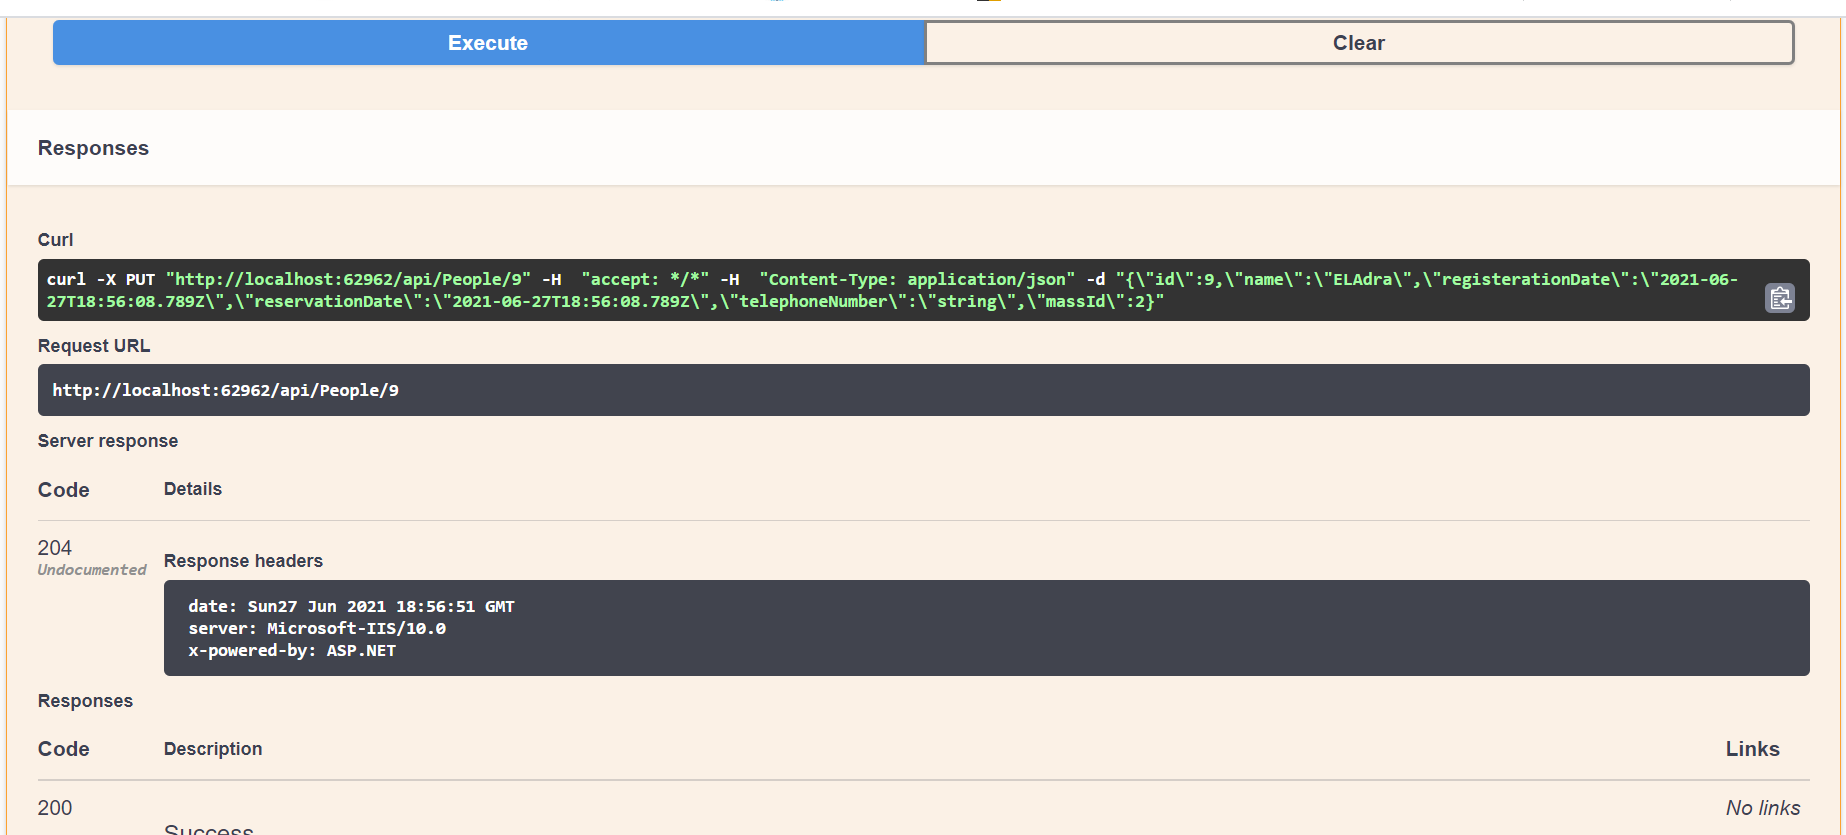 Execute
Clear
Responses
Curl
curl -X PUT "http://localhost:62962/api/People/9" -H  "accept: */*" -H  "Content-Type: application/json" -d "{\"id\":9,\"name\":\"ELAdra\",\"registerationDate\":\"2021-06-
27T18:56:08.789Z\",\"reservationDate\":\"2021-06-27T18:56:08.789Z\",\"telephoneNumber\":\"string\",\"massId\":2}"
Request URL
http://localhost:62962/api/People/9
Server response
Code Details
204
Undocumented
Response headers
date: Sun27 Jun 2021 18:56:51 GMT
server: Microsoft-IIS/10.0
x-powered-by: ASP.NET
Responses
Code Description Links
200 No links
Success